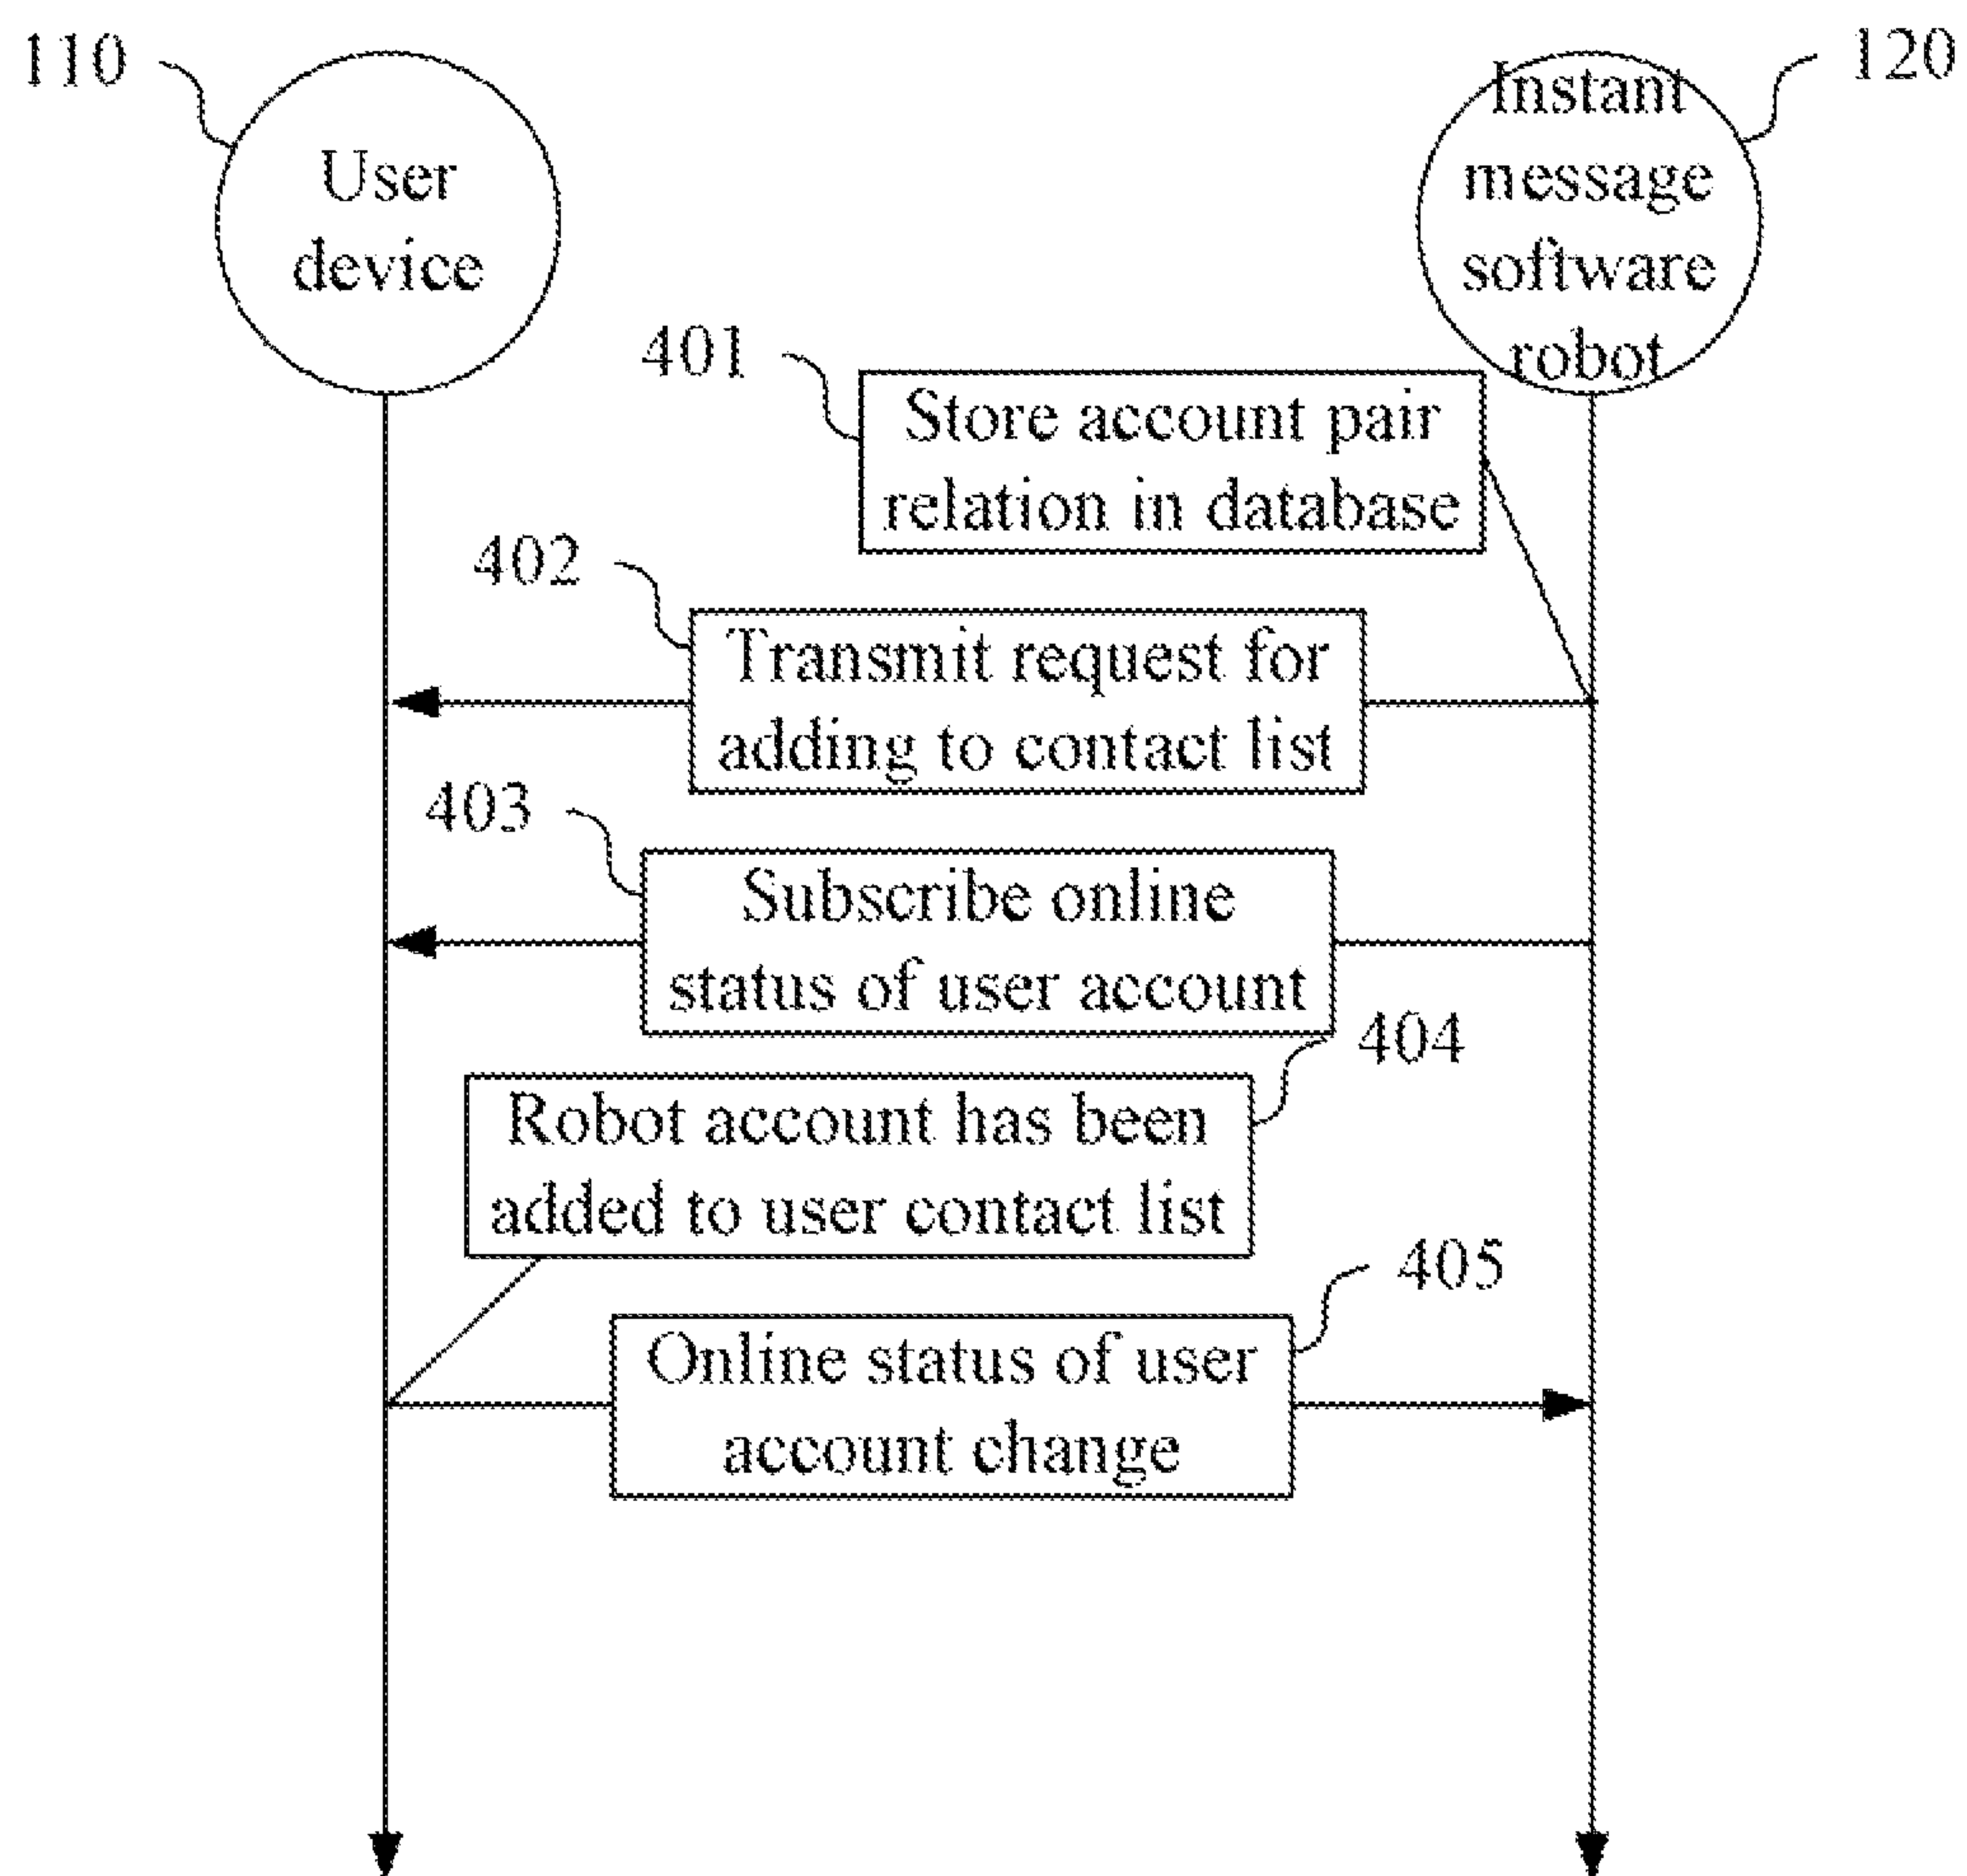 110
User
device
Instant
message
software
robot
120
401
Store account pair
relation in database
402
Transmit request for
adding to contact list
403
Subscribe online
status of user account
404
Robot account has been
added to user contact list
405
Online status of user
account change